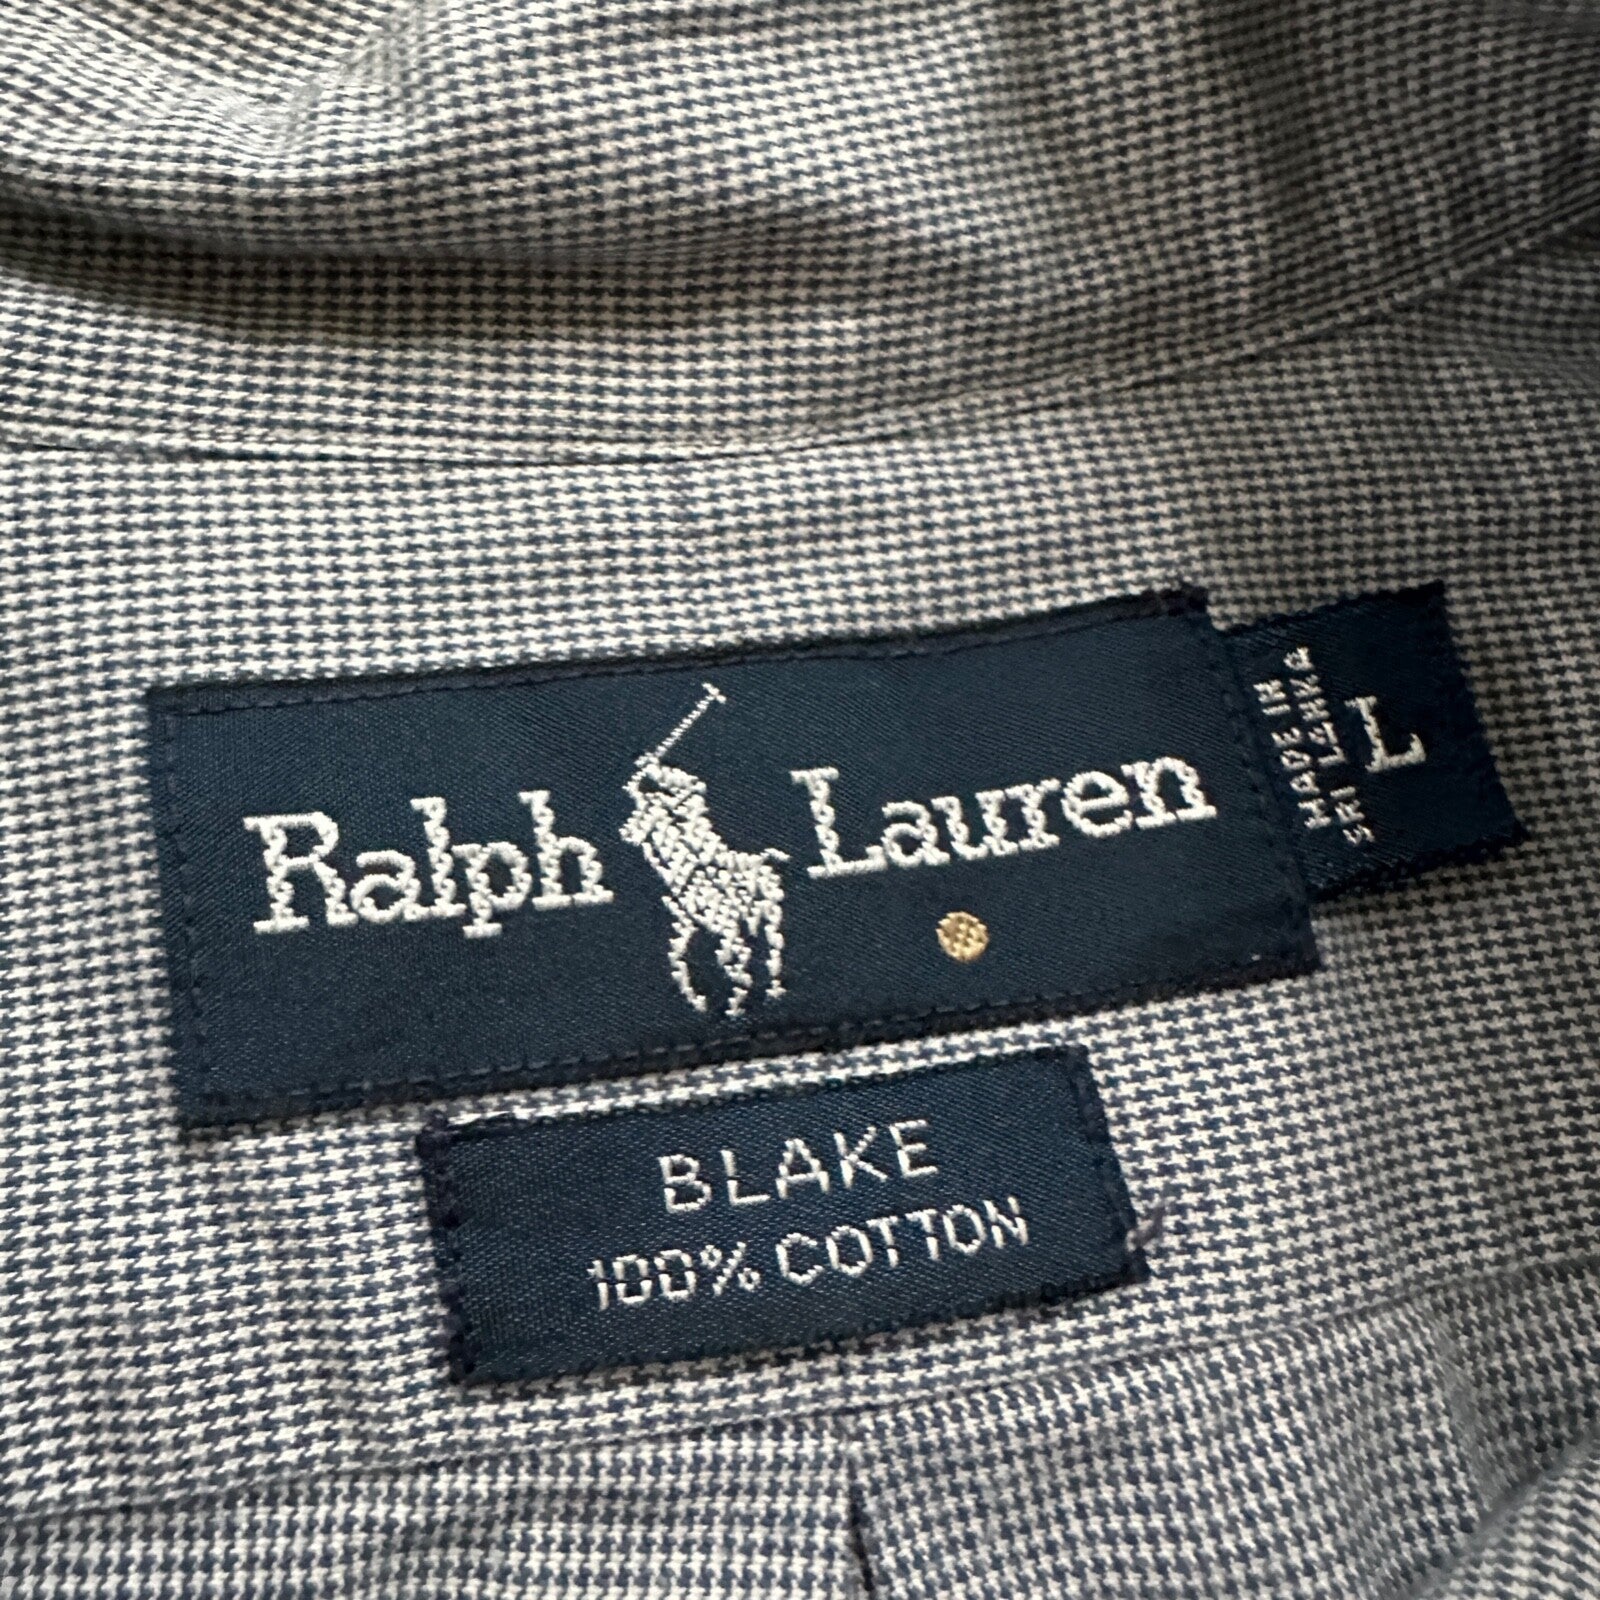 Ralph Lauren
MADE IN
SRI LANKA
L
BLAKE
100% COTTON